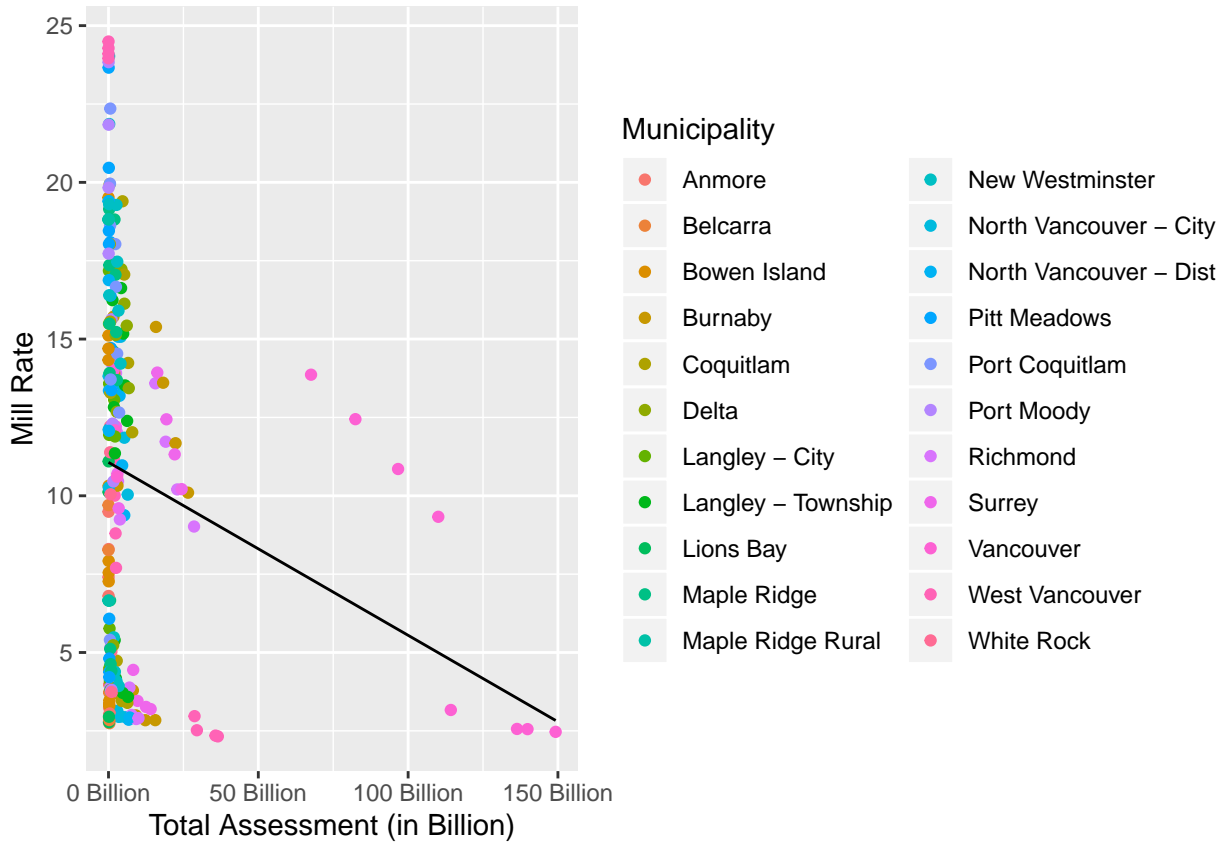 25
20
15
10
5
Mill Rate
0 Billion
50 Billion
100 Billion
150 Billion
Total Assessment (in Billion)
Municipality
Anmore
Belcarra
Bowen Island
Burnaby
Coquitlam
Delta
Langley − City
Langley − Township
Lions Bay
Maple Ridge
Maple Ridge Rural
New Westminster
North Vancouver − City
North Vancouver − Dist
Pitt Meadows
Port Coquitlam
Port Moody
Richmond
Surrey
Vancouver
West Vancouver
White Rock